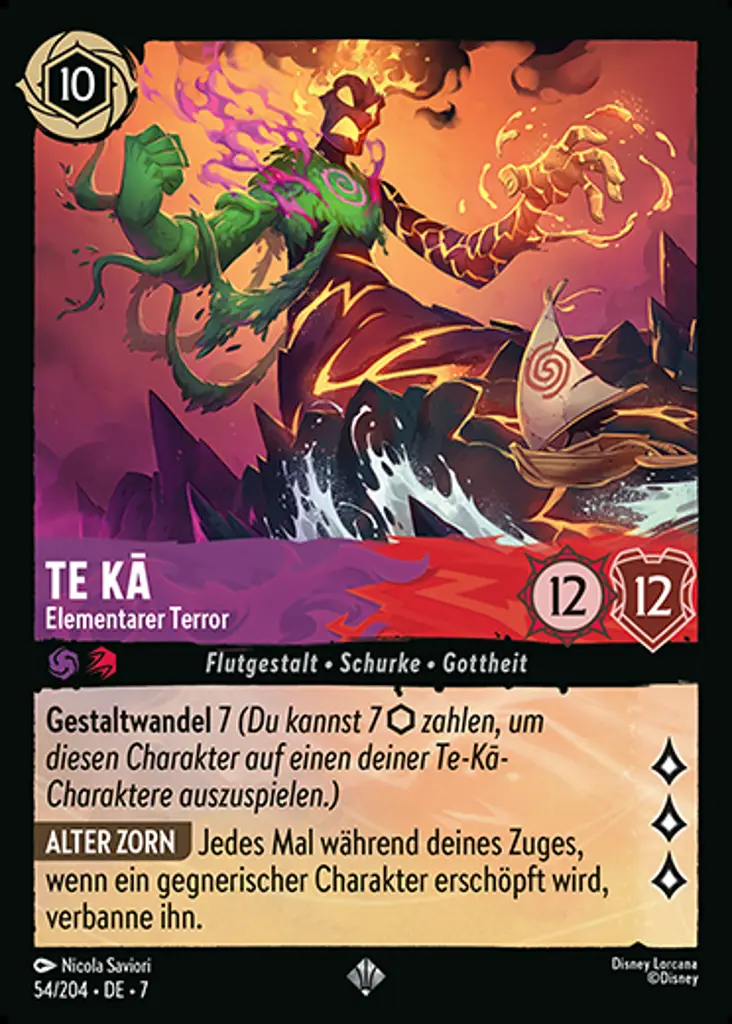 10
TE KĀ
Elementarer Terror
12
12
Flutgestalt • Schurke • Gottheit
Gestaltwandel 7 (Du kannst 7 ⬡ zahlen, um
diesen Charakter auf einen deiner Te-Kā-
Charaktere auszuspielen.)
ALTER ZORN Jedes Mal während deines Zuges,
wenn ein gegnerischer Charakter erschöpft wird,
verbanne ihn.
Nicola Saviori
54/204 • DE • 7
Disney Lorcana
©Disney